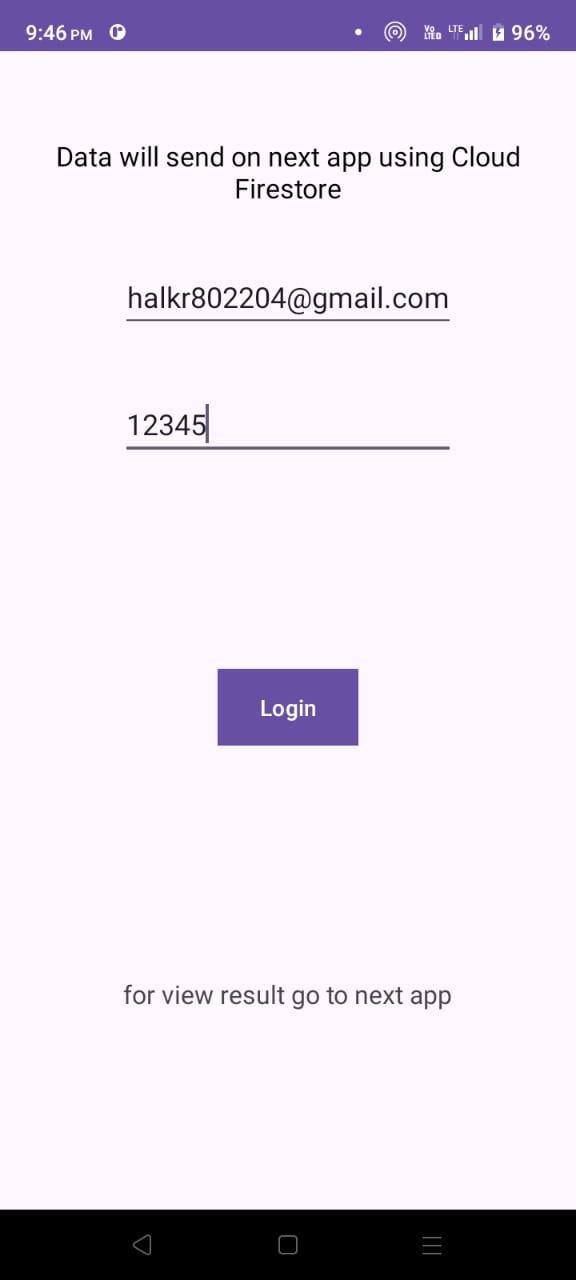 9:46 PM
Vo LTED LTE 96%
Data will send on next app using Cloud
Firestore
halkr802204@gmail.com
12345
Login
for view result go to next app